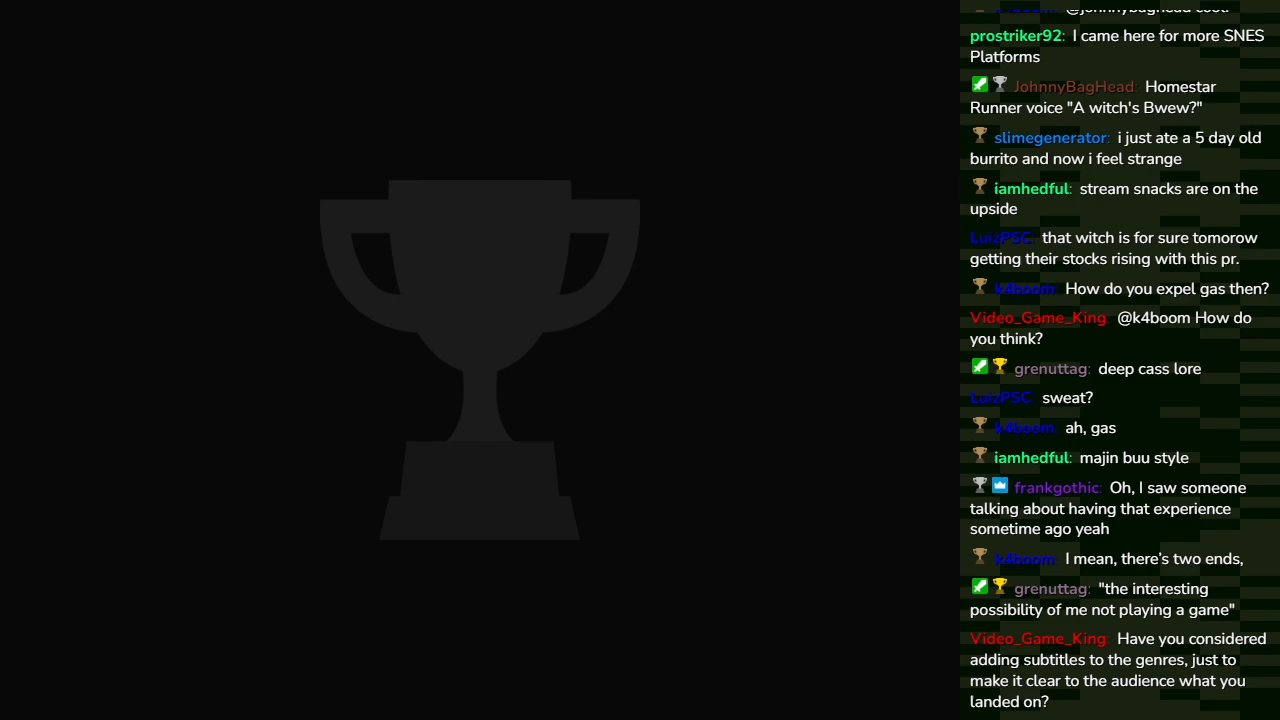 prostriker92: I came here for more SNES
Platforms
JohnnyBagHead: Homestar
Runner voice "A witch's Bwew?"
slimegenerator: i just ate a 5 day old
burrito and now i feel strange
iamhedful: stream snacks are on the
upside
LuizPSC: that witch is for sure tomorow
getting their stocks rising with this pr.
k4boom: How do you expel gas then?
Video_Game_King: @k4boom How do
you think?
grenuttag: deep cass lore
LuizPSC: sweat?
k4boom: ah, gas
iamhedful: majin buu style
frankgothic: Oh, I saw someone
talking about having that experience
sometime ago yeah
k4boom: I mean, there's two ends,
grenuttag: "the interesting
possibility of me not playing a game"
Video_Game_King: Have you considered
adding subtitles to the genres, just to
make it clear to the audience what you
landed on?